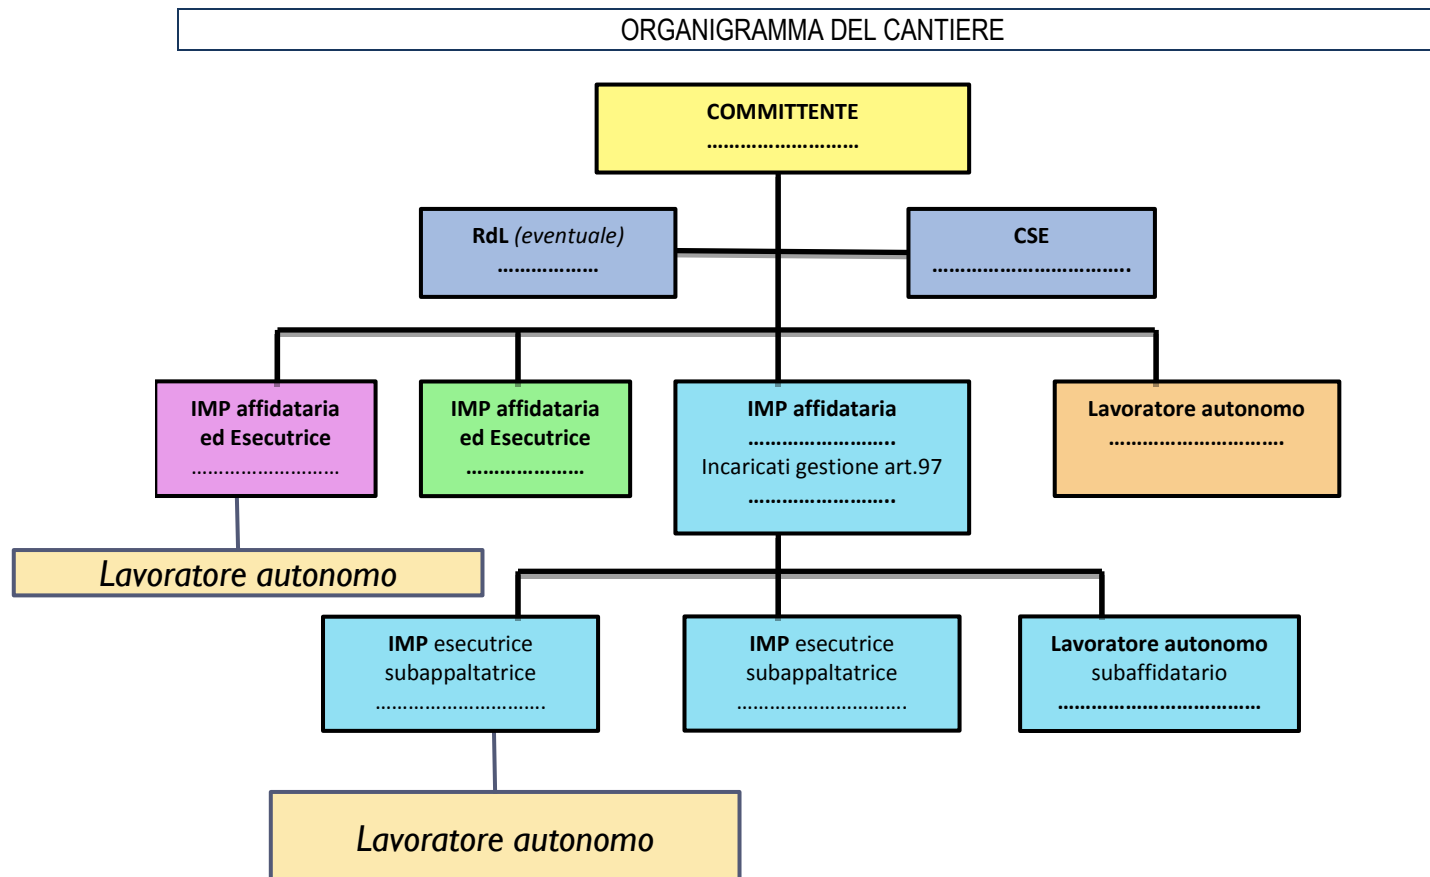 ORGANIGRAMMA DEL CANTIERE
COMMITTENTE
………………………
RdL (eventuale)
………………
CSE
……………………………..
IMP affidataria
ed Esecutrice
………………………
IMP affidataria
ed Esecutrice
…………………
IMP affidataria
……………………..
Incaricati gestione art.97
……………………..
Lavoratore autonomo
………………………….
Lavoratore autonomo
IMP esecutrice
subappaltatrice
………………………….
IMP esecutrice
subappaltatrice
………………………….
Lavoratore autonomo
subaffidatario
………………………………
Lavoratore autonomo